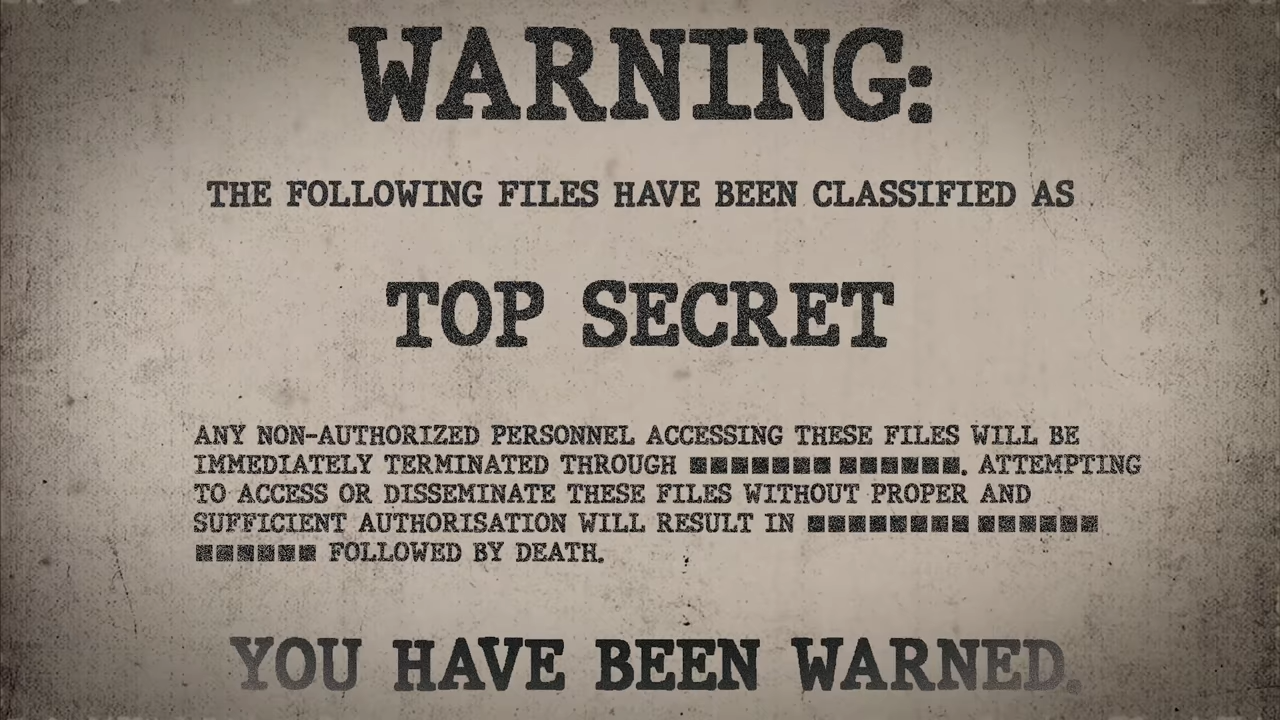 WARNING:
THE FOLLOWING FILES HAVE BEEN CLASSIFIED AS
TOP SECRET
ANY NON-AUTHORIZED PERSONNEL ACCESSING THESE FILES WILL BE
IMMEDIATELY TERMINATED THROUGH ■■■■■■■ ■■■■■■. ATTEMPTING
TO ACCESS OR DISSEMINATE THESE FILES WITHOUT PROPER AND
SUFFICIENT AUTHORISATION WILL RESULT IN ■■■■■■■■ ■■■■■■
■■■■■■ FOLLOWED BY DEATH.
YOU HAVE BEEN WARNED.